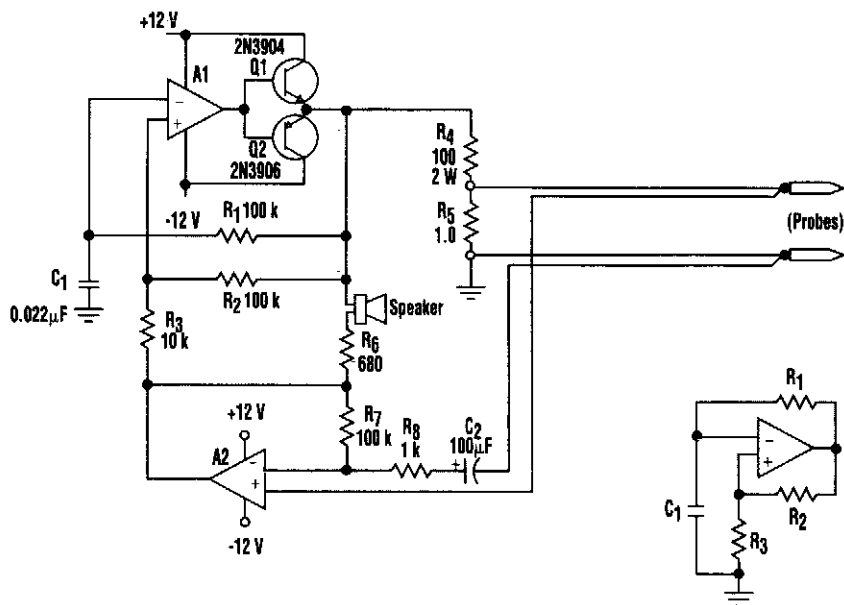 +12 V
2N3904
Q1
A1
−
+
Q2
2N3906
-12 V
R4
100
2 W
R5
1.0
(Probes)
R1 100 k
C1
0.022µF
R2 100 k
Speaker
R3
10 k
R6
680
+12 V
R7
100 k
R8
1 k
C2
100µF
+
A2
−
+
-12 V
R1
−
+
R2
C1
R3